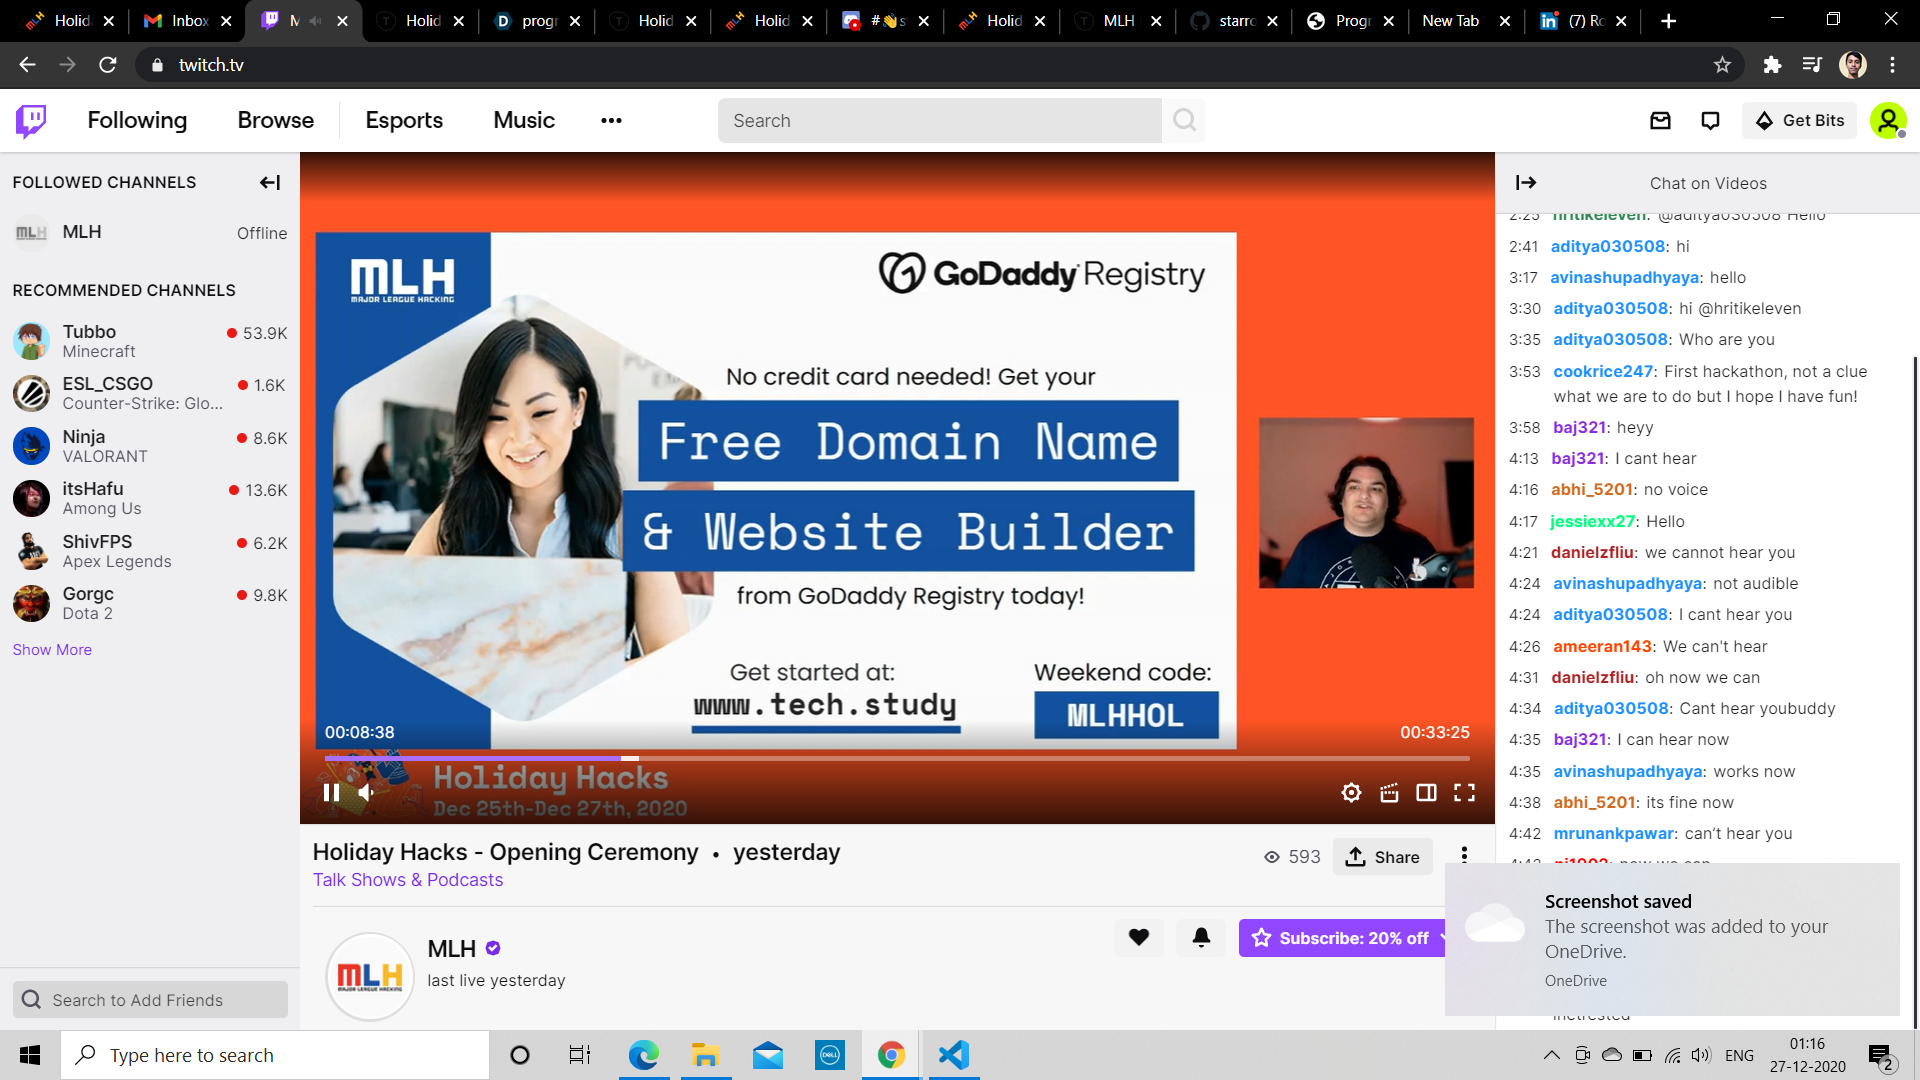 Holid
Inbox
M
Holid
progr
Holid
Holid
#👋s
Holid
MLH
starro
Progr
New Tab
(7) Ro
twitch.tv
Following
Browse
Esports
Music
Search
Get Bits
FOLLOWED CHANNELS
MLH
Offline
RECOMMENDED CHANNELS
Tubbo
53.9K
Minecraft
ESL_CSGO
1.6K
Counter-Strike: Glo...
Ninja
8.6K
VALORANT
itsHafu
13.6K
Among Us
ShivFPS
6.2K
Apex Legends
Gorgc
9.8K
Dota 2
Show More
Search to Add Friends
MLH
MAJOR LEAGUE HACKING
GoDaddy Registry
No credit card needed! Get your
Free Domain Name
& Website Builder
from GoDaddy Registry today!
Get started at:
www.tech.study
Weekend code:
MLHHOL
00:08:38
00:33:25
Holiday Hacks
Dec 25th-Dec 27th, 2020
Holiday Hacks - Opening Ceremony • yesterday
593
Share
Talk Shows & Podcasts
MLH
MAJOR LEAGUE HACKING
MLH
last live yesterday
Subscribe: 20% off
Chat on Videos
2:25 hritikeleven: @aditya030508 Hello
2:41 aditya030508: hi
3:17 avinashupadhyaya: hello
3:30 aditya030508: hi @hritikeleven
3:35 aditya030508: Who are you
3:53 cookrice247: First hackathon, not a clue
what we are to do but I hope I have fun!
3:58 baj321: heyy
4:13 baj321: I cant hear
4:16 abhi_5201: no voice
4:17 jessiexx27: Hello
4:21 danielzfliu: we cannot hear you
4:24 avinashupadhyaya: not audible
4:24 aditya030508: I cant hear you
4:26 ameeran143: We can't hear
4:31 danielzfliu: oh now we can
4:34 aditya030508: Cant hear youbuddy
4:35 baj321: I can hear now
4:35 avinashupadhyaya: works now
4:38 abhi_5201: its fine now
4:42 mrunankpawar: can't hear you
now we can
Screenshot saved
The screenshot was added to your
OneDrive.
OneDrive
Type here to search
DELL
ENG
01:16
27-12-2020
2